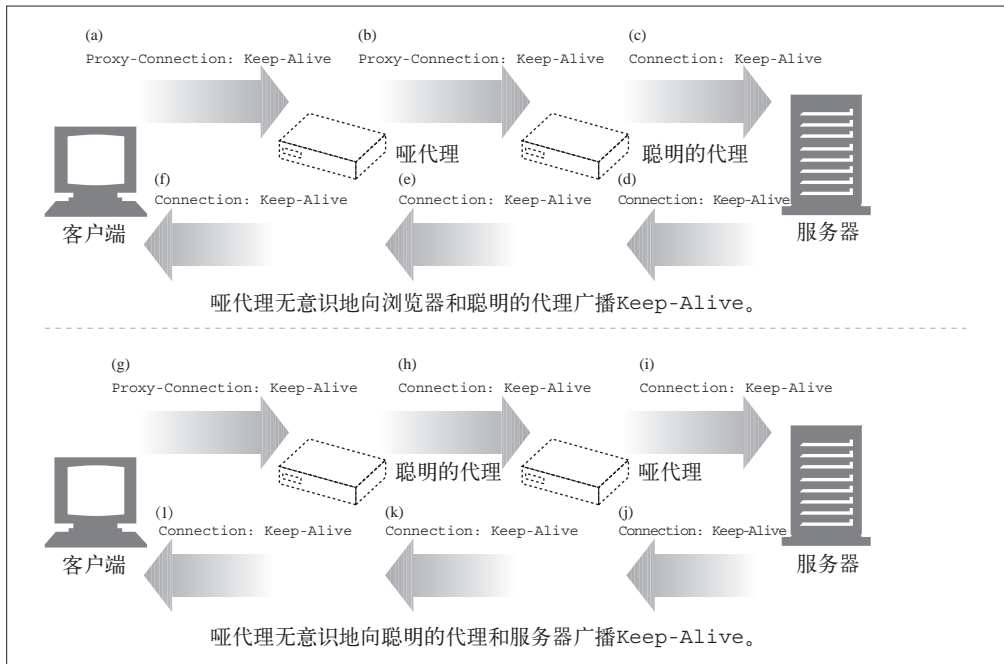 (a) (b) (c)
Proxy-Connection: Keep-Alive Proxy-Connection: Keep-Alive Connection: Keep-Alive
哑代理 聪明的代理
(f) (e) (d)
Connection: Keep-Alive Connection: Keep-Alive Connection: Keep-Alive
客户端 服务器
哑代理无意识地向浏览器和聪明的代理广播Keep-Alive。
(g) (h) (i)
Proxy-Connection: Keep-Alive Connection: Keep-Alive Connection: Keep-Alive
聪明的代理 哑代理
(l) (k) (j)
Connection: Keep-Alive Connection: Keep-Alive Connection: Keep-Alive
客户端 服务器
哑代理无意识地向聪明的代理和服务器广播Keep-Alive。